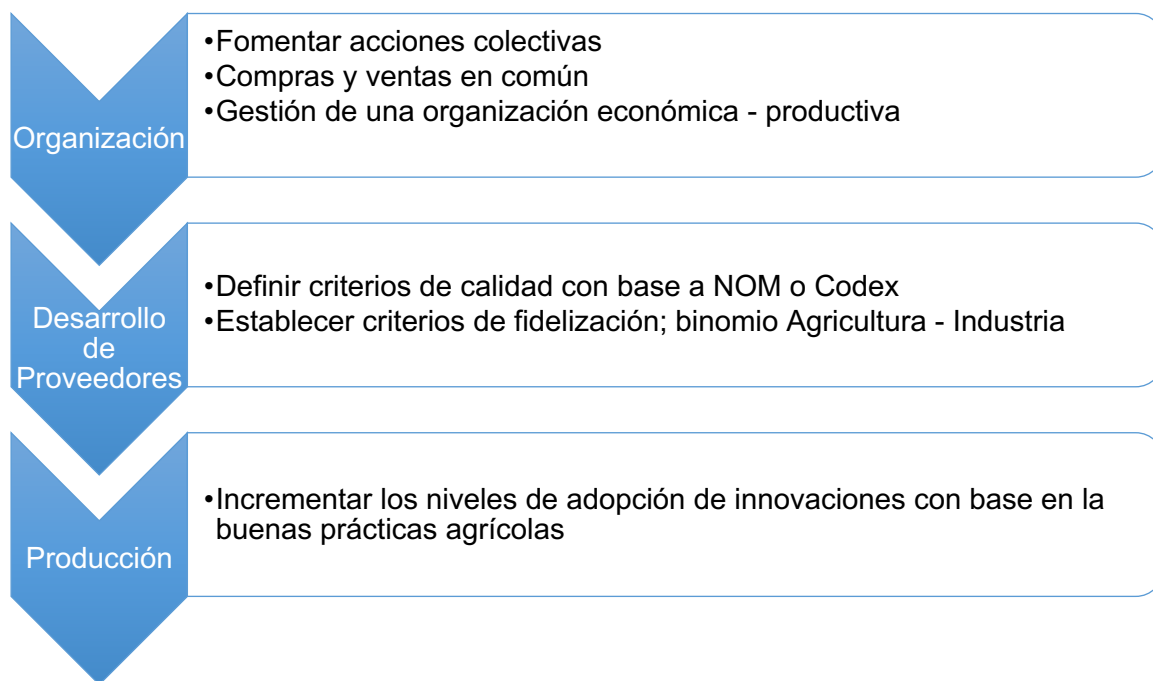 Organización
•Fomentar acciones colectivas
•Compras y ventas en común
•Gestión de una organización económica - productiva
Desarrollo
de
Proveedores
•Definir criterios de calidad con base a NOM o Codex
•Establecer criterios de fidelización; binomio Agricultura - Industria
Producción
•Incrementar los niveles de adopción de innovaciones con base en la
buenas prácticas agrícolas